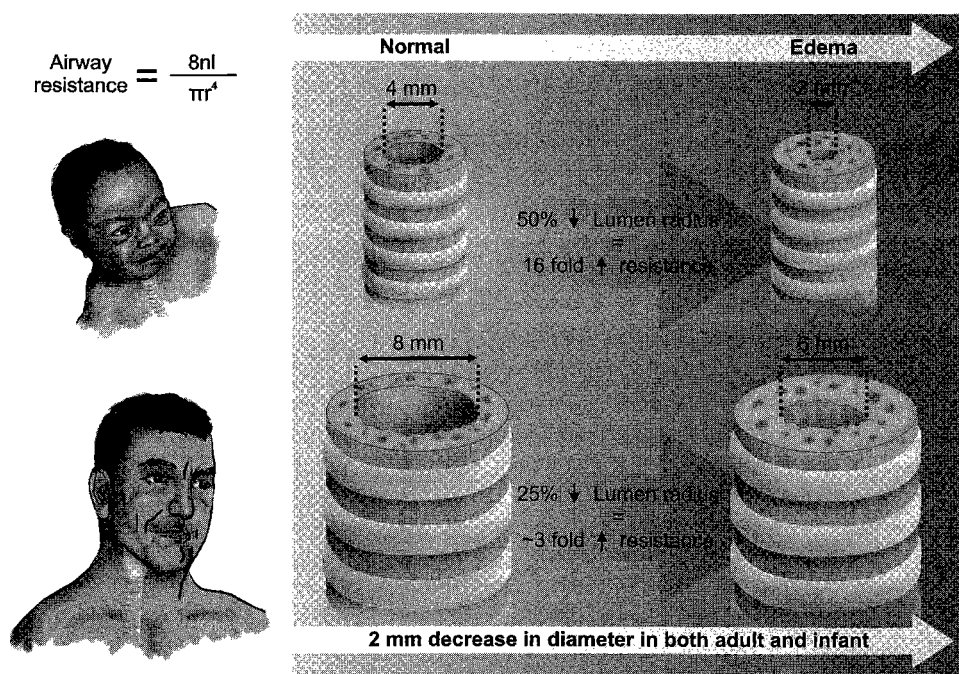 Airway
resistance = 8nl
πr⁴
Normal
Edema
4 mm
2 mm
50% ↓ Lumen radius
=
16 fold ↑ resistance
8 mm
6 mm
25% ↓ Lumen radius
=
~3 fold ↑ resistance
2 mm decrease in diameter in both adult and infant